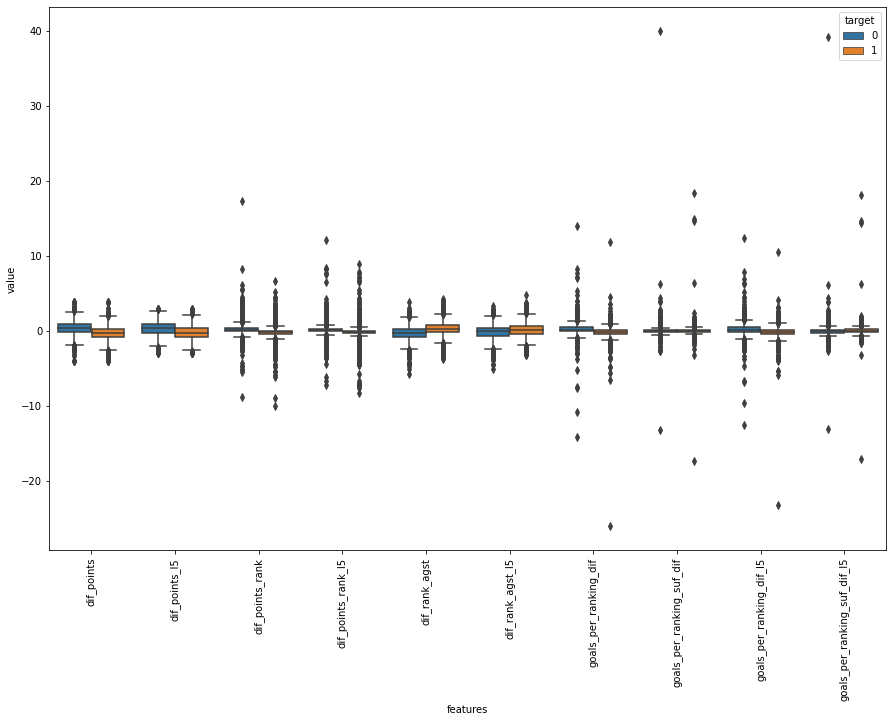 target
0
1
40
30
20
10
0
−10
−20
value
dif_points
dif_points_l5
dif_points_rank
dif_points_rank_l5
dif_rank_agst
dif_rank_agst_l5
goals_per_ranking_dif
goals_per_ranking_suf_dif
goals_per_ranking_dif_l5
goals_per_ranking_suf_dif_l5
features